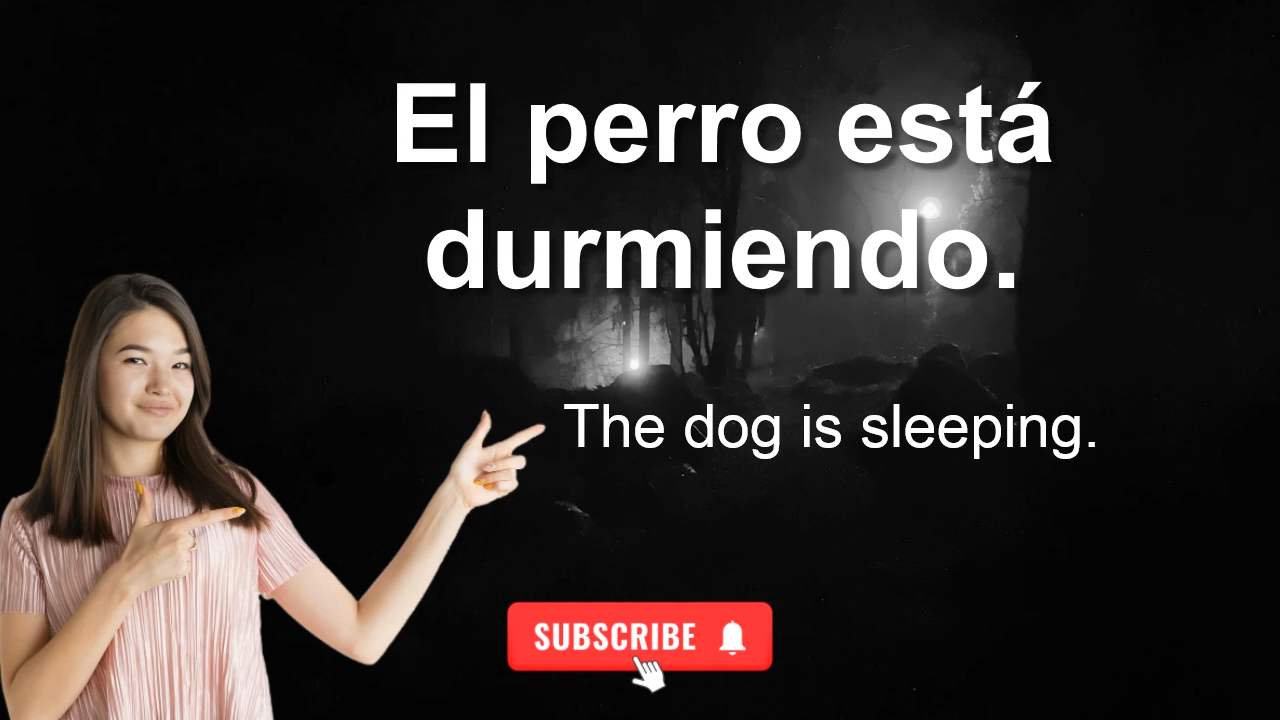 El perro está
durmiendo.
The dog is sleeping.
SUBSCRIBE